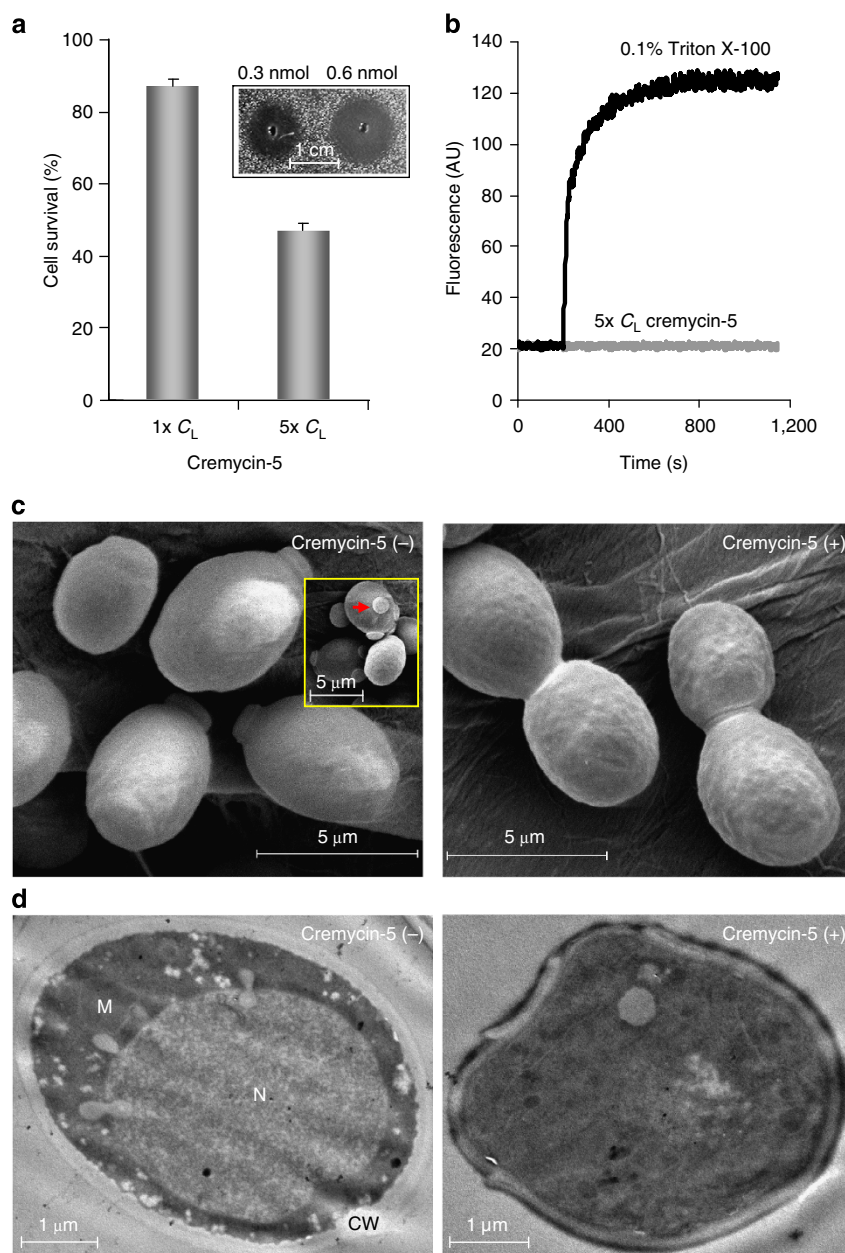 a
100
80
60
40
20
0
Cell survival (%)
0.3 nmol 0.6 nmol
1 cm
1x CL 5x CL
Cremycin-5
b
140
120
100
80
60
40
20
0
Fluorescence (AU)
0.1% Triton X-100
5x CL cremycin-5
0 400 800 1,200
Time (s)
c
Cremycin-5 (–)
5 μm
5 μm
Cremycin-5 (+)
5 μm
d
Cremycin-5 (–)
M
N
CW
1 μm
Cremycin-5 (+)
1 μm